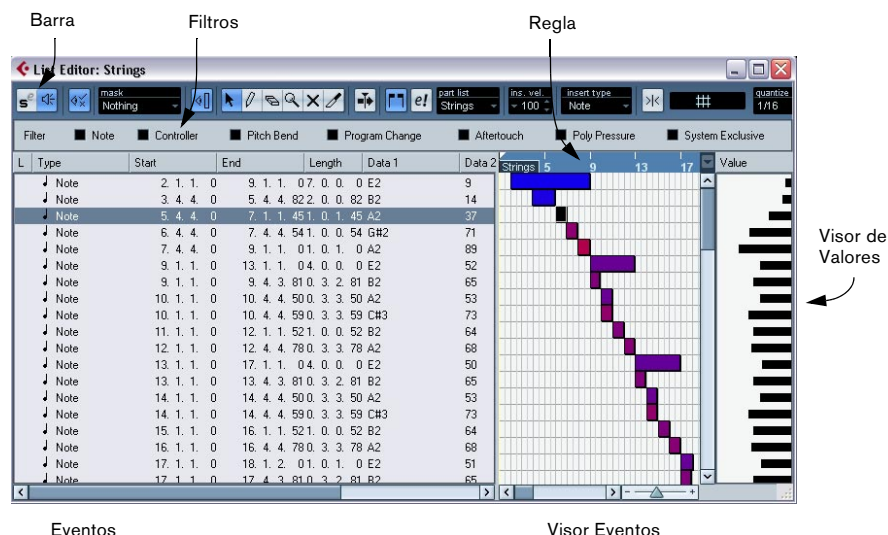 Barra Filtros Regla
List Editor: Strings
mask part list ins. vel. insert type quantize
Nothing Strings 100 Note 1/16
Filter Note Controller Pitch Bend Program Change Aftertouch Poly Pressure System Exclusive
L Type Start End Length Data 1 Data 2 Strings 5 9 13 17 Value
Note 2. 1. 1. 0 9. 1. 1. 0 7. 0. 0. 0 E2 9
Note 3. 4. 4. 0 5. 4. 4. 82 2. 0. 0. 82 B2 14
Note 5. 4. 4. 0 7. 1. 1. 45 1. 0. 1. 45 A2 37
Note 6. 4. 4. 0 7. 4. 4. 54 1. 0. 0. 54 G#2 71
Note 7. 4. 4. 0 9. 1. 1. 0 1. 0. 1. 0 A2 89
Note 9. 1. 1. 0 13. 1. 1. 0 4. 0. 0. 0 E2 52
Note 9. 1. 1. 0 9. 4. 3. 81 0. 3. 2. 81 B2 65
Note 10. 1. 1. 0 10. 4. 4. 50 0. 3. 3. 50 A2 53
Note 10. 1. 1. 0 10. 4. 4. 59 0. 3. 3. 59 C#3 73
Note 11. 1. 1. 0 12. 1. 1. 52 1. 0. 0. 52 B2 64
Note 12. 1. 1. 0 12. 4. 4. 78 0. 3. 3. 78 A2 68
Note 13. 1. 1. 0 17. 1. 1. 0 4. 0. 0. 0 E2 50
Note 13. 1. 1. 0 13. 4. 3. 81 0. 3. 2. 81 B2 65
Note 14. 1. 1. 0 14. 4. 4. 50 0. 3. 3. 50 A2 53
Note 14. 1. 1. 0 14. 4. 4. 59 0. 3. 3. 59 C#3 73
Note 15. 1. 1. 0 16. 1. 1. 52 1. 0. 0. 52 B2 64
Note 16. 1. 1. 0 16. 4. 4. 78 0. 3. 3. 78 A2 68
Note 17. 1. 1. 0 18. 1. 2. 0 1. 0. 1. 0 E2 51
Note 17. 1. 1. 0 17. 4. 3. 81 0. 3. 2. 81 B2 65
Visor de
Valores
Eventos Visor Eventos